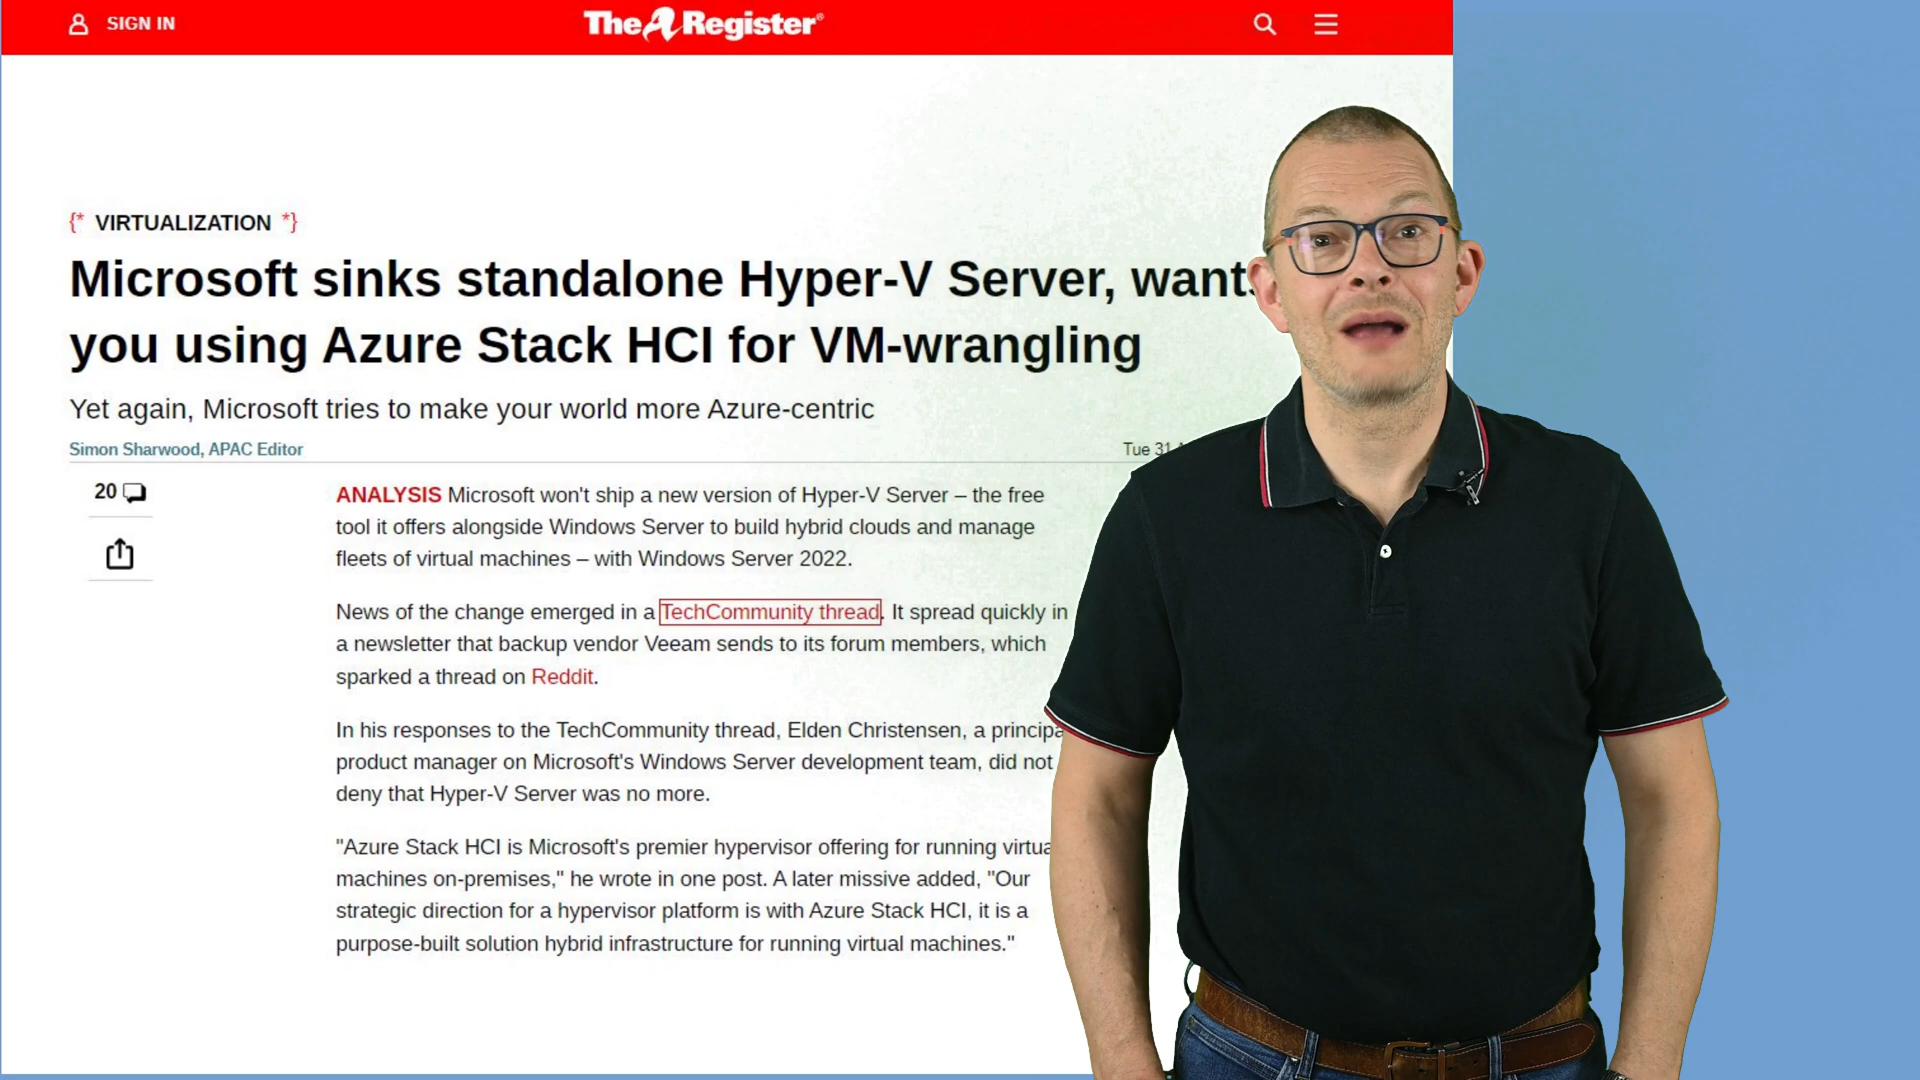 SIGN IN
The Register®
{* VIRTUALIZATION *}
Microsoft sinks standalone Hyper-V Server, wants
you using Azure Stack HCI for VM-wrangling
Yet again, Microsoft tries to make your world more Azure-centric
Simon Sharwood, APAC Editor
Tue 31
20
ANALYSIS Microsoft won't ship a new version of Hyper-V Server – the free
tool it offers alongside Windows Server to build hybrid clouds and manage
fleets of virtual machines – with Windows Server 2022.
News of the change emerged in a TechCommunity thread. It spread quickly in
a newsletter that backup vendor Veeam sends to its forum members, which
sparked a thread on Reddit.
In his responses to the TechCommunity thread, Elden Christensen, a principa
product manager on Microsoft's Windows Server development team, did not
deny that Hyper-V Server was no more.
"Azure Stack HCI is Microsoft's premier hypervisor offering for running virtua
machines on-premises," he wrote in one post. A later missive added, "Our
strategic direction for a hypervisor platform is with Azure Stack HCI, it is a
purpose-built solution hybrid infrastructure for running virtual machines."